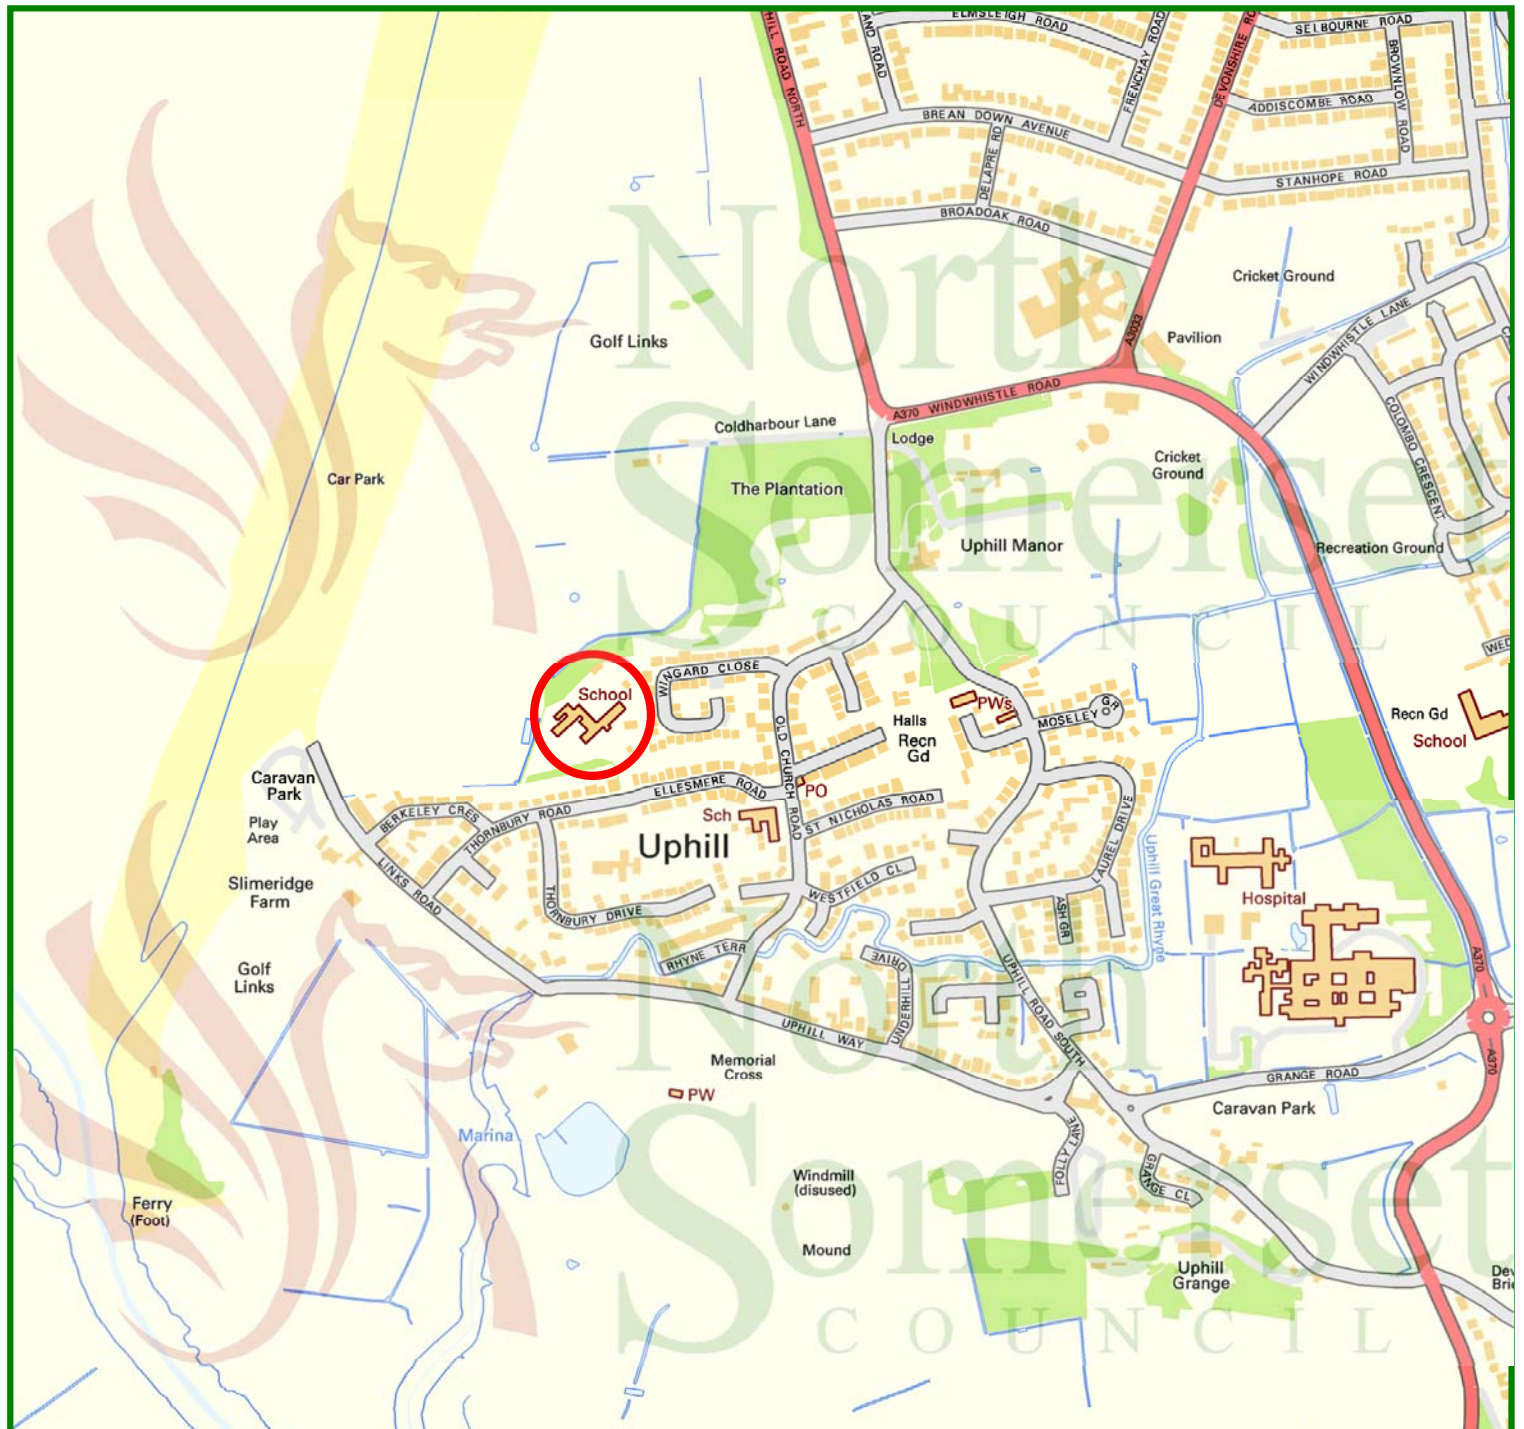 HILL ROAD NORTH
AND ROAD
ELMSLEIGH ROAD
FRENCHAY ROAD
DEVONSHIRE RO
SELBOURNE ROAD
BROWNLOW ROAD
ADDISCOMBE ROAD
BREAN DOWN AVENUE
DELAPRE RD
STANHOPE ROAD
BROADOAK ROAD
North
Somerset
COUNCIL
Cricket Ground
Golf Links
A3033
Pavilion
WINDWHISTLE LANE
A370 WINDWHISTLE ROAD
COLOMBO CRESCENT
Coldharbour Lane
Lodge
Car Park
The Plantation
Cricket
Ground
Uphill Manor
Recreation Ground
WED
WINGARD CLOSE
School
PWs
MOSELEY GR
Halls
Recn
Gd
Recn Gd
School
OLD CHURCH ROAD
Caravan
Park
Play
Area
BERKELEY CRES
THORNBURY ROAD
ELLESMERE ROAD
PO
ST NICHOLAS ROAD
Sch
Uphill
LAUREL DRIVE
Uphill Great Rhyne
Slimeridge
Farm
LINKS ROAD
THORNBURY DRIVE
WESTFIELD CL
ASH GR
Hospital
RHYNE TERR
UNDERHILL DRIVE
UPHILL ROAD SOUTH
A370
Golf
Links
UPHILL WAY
North
Somerset
COUNCIL
Memorial
Cross
PW
GRANGE ROAD
A370
Caravan Park
Marina
FOLLY LANE
GRANGE CL
Windmill
(disused)
Ferry
(Foot)
Mound
Uphill
Grange
Dev
Bri